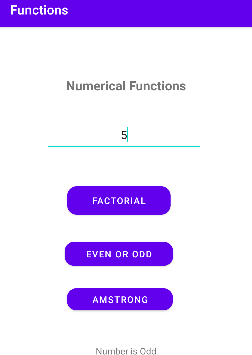 Functions
Numerical Functions
5
FACTORIAL
EVEN OR ODD
AMSTRONG
Number is Odd